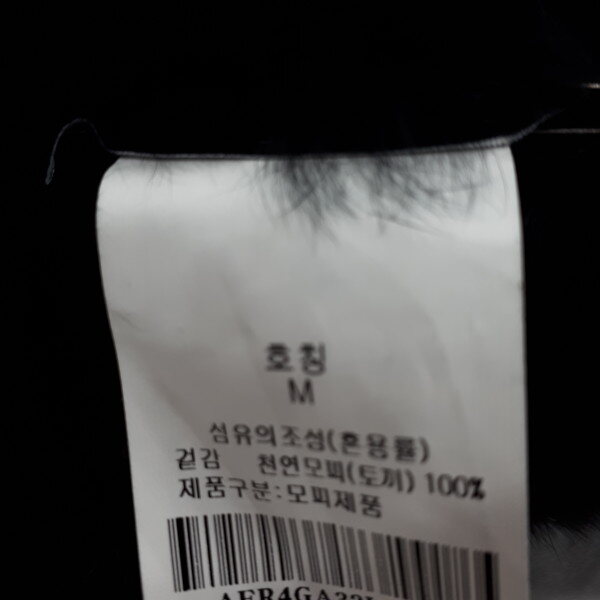 호칭
M
섬유의조성(혼용률)
겉감 천연모피(토끼) 100%
제품구분:모피제품